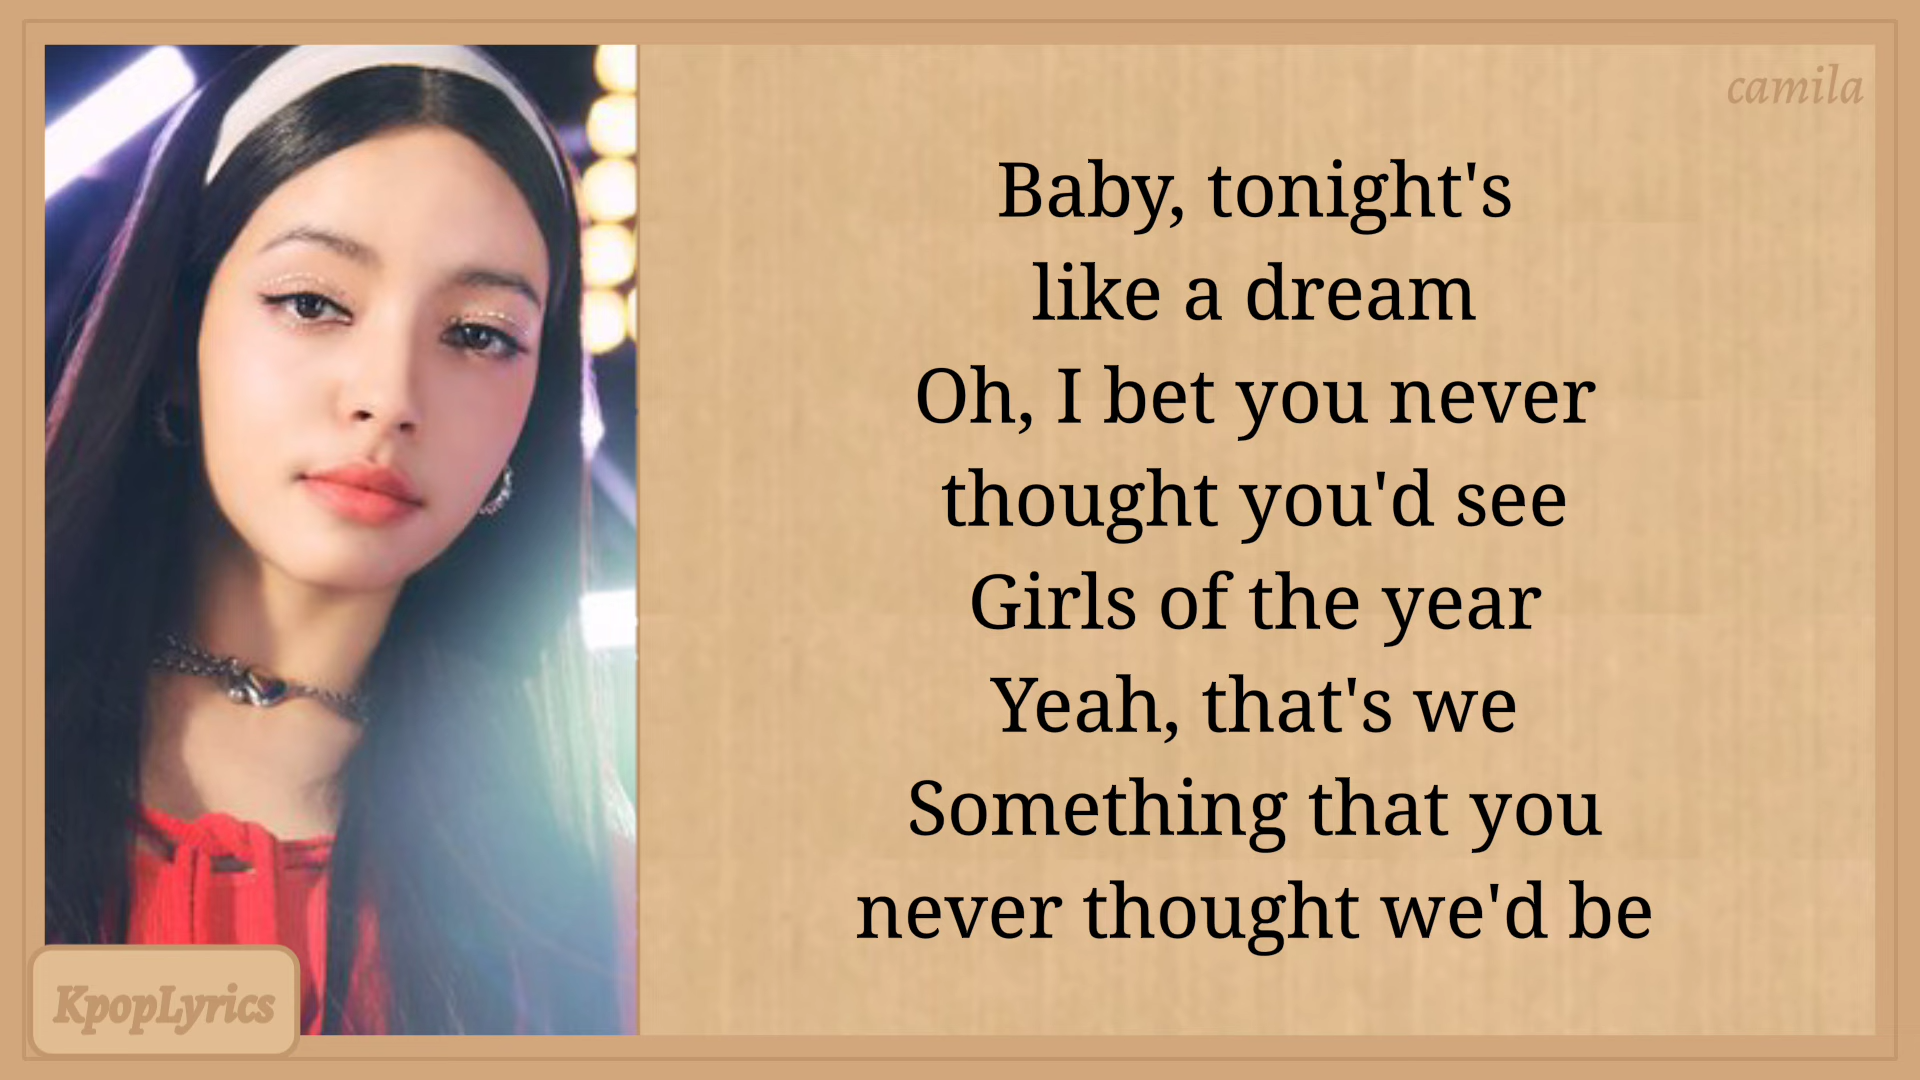 camila
Baby, tonight's
like a dream
Oh, I bet you never
thought you'd see
Girls of the year
Yeah, that's we
Something that you
never thought we'd be
KpopLyrics